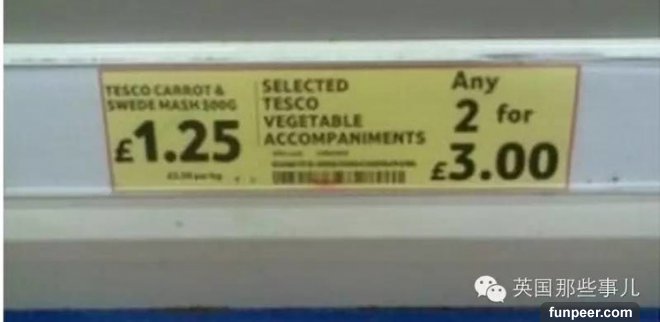 TESCO CARROT &
SWEDE MASH 500G
£1.25
SELECTED
TESCO
VEGETABLE
ACCOMPANIMENTS
Any
2 for
£3.00
英国那些事儿
funpeer.com